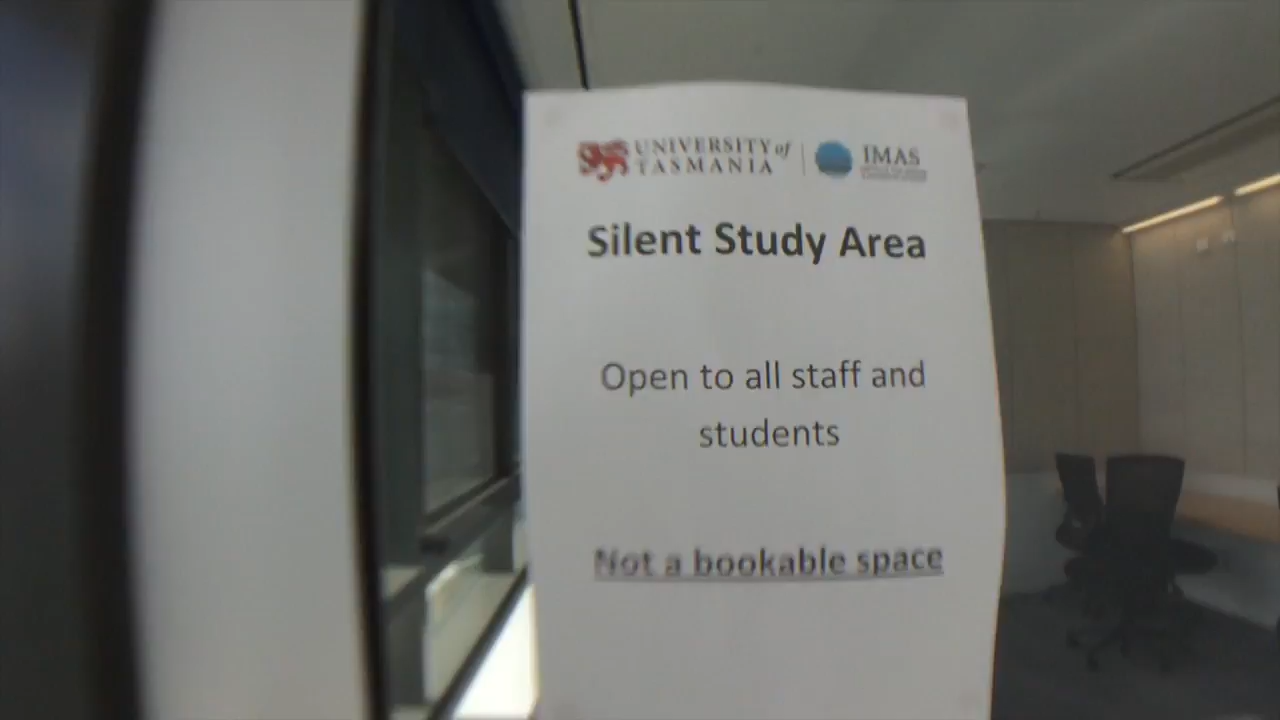 UNIVERSITY of
TASMANIA
IMAS
Silent Study Area
Open to all staff and
students
Not a bookable space